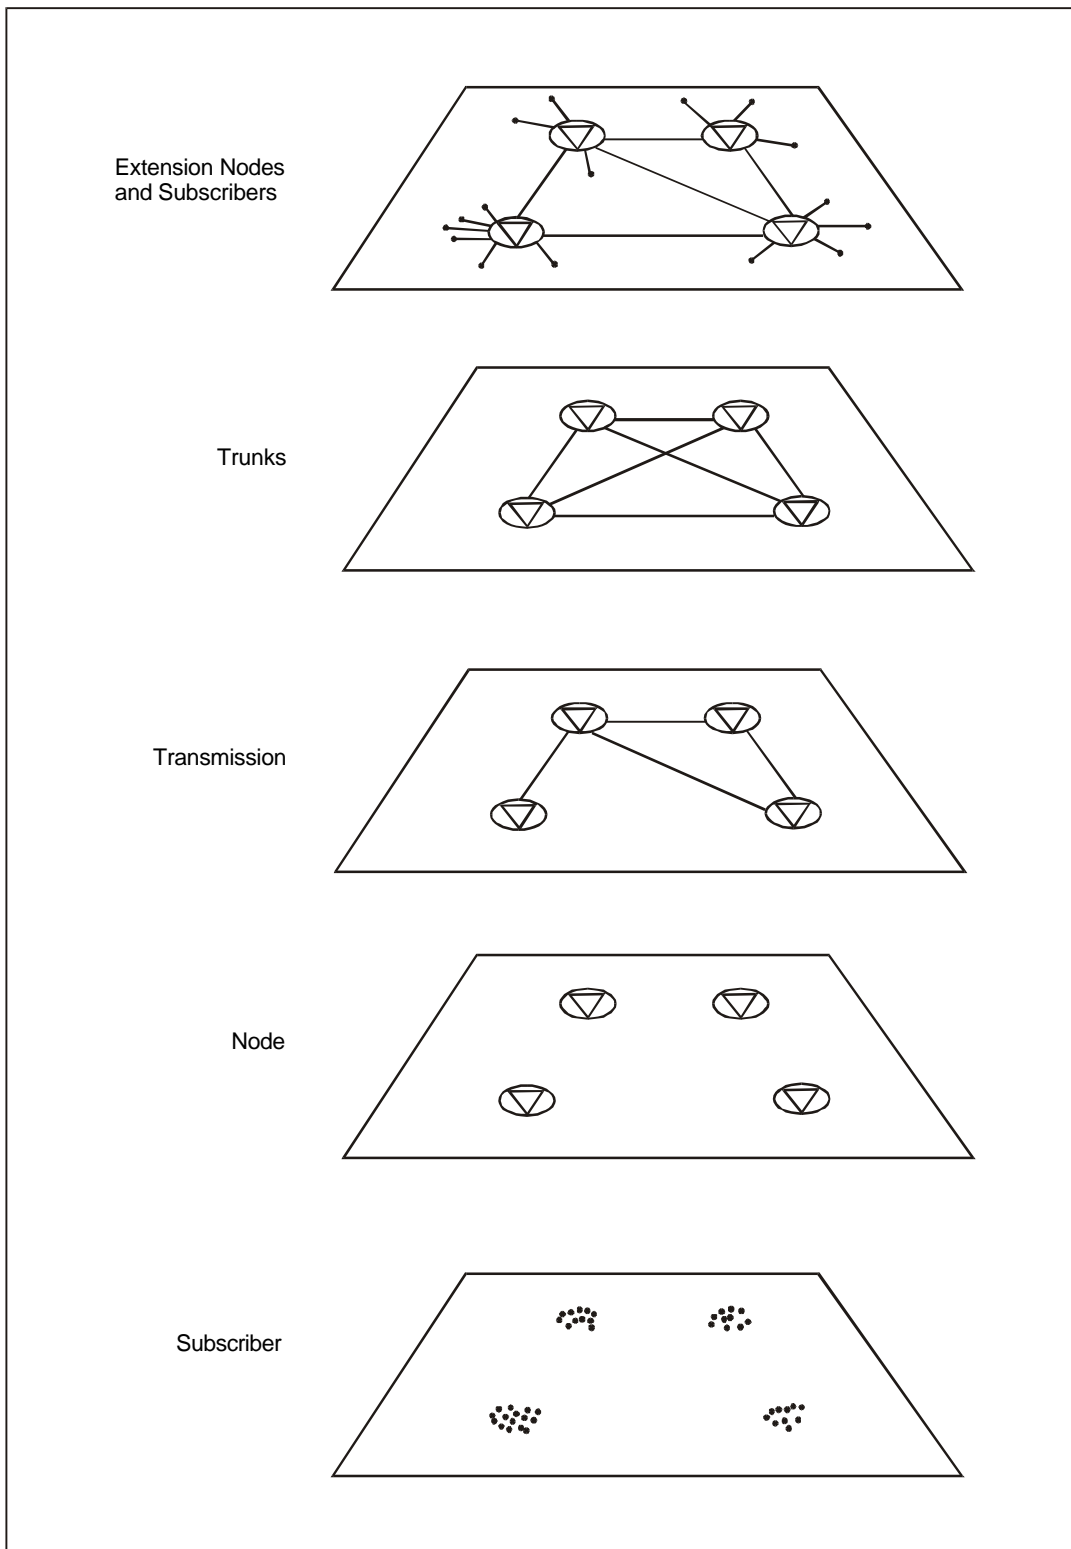 Extension Nodes
and Subscribers
Trunks
Transmission
Node
Subscriber